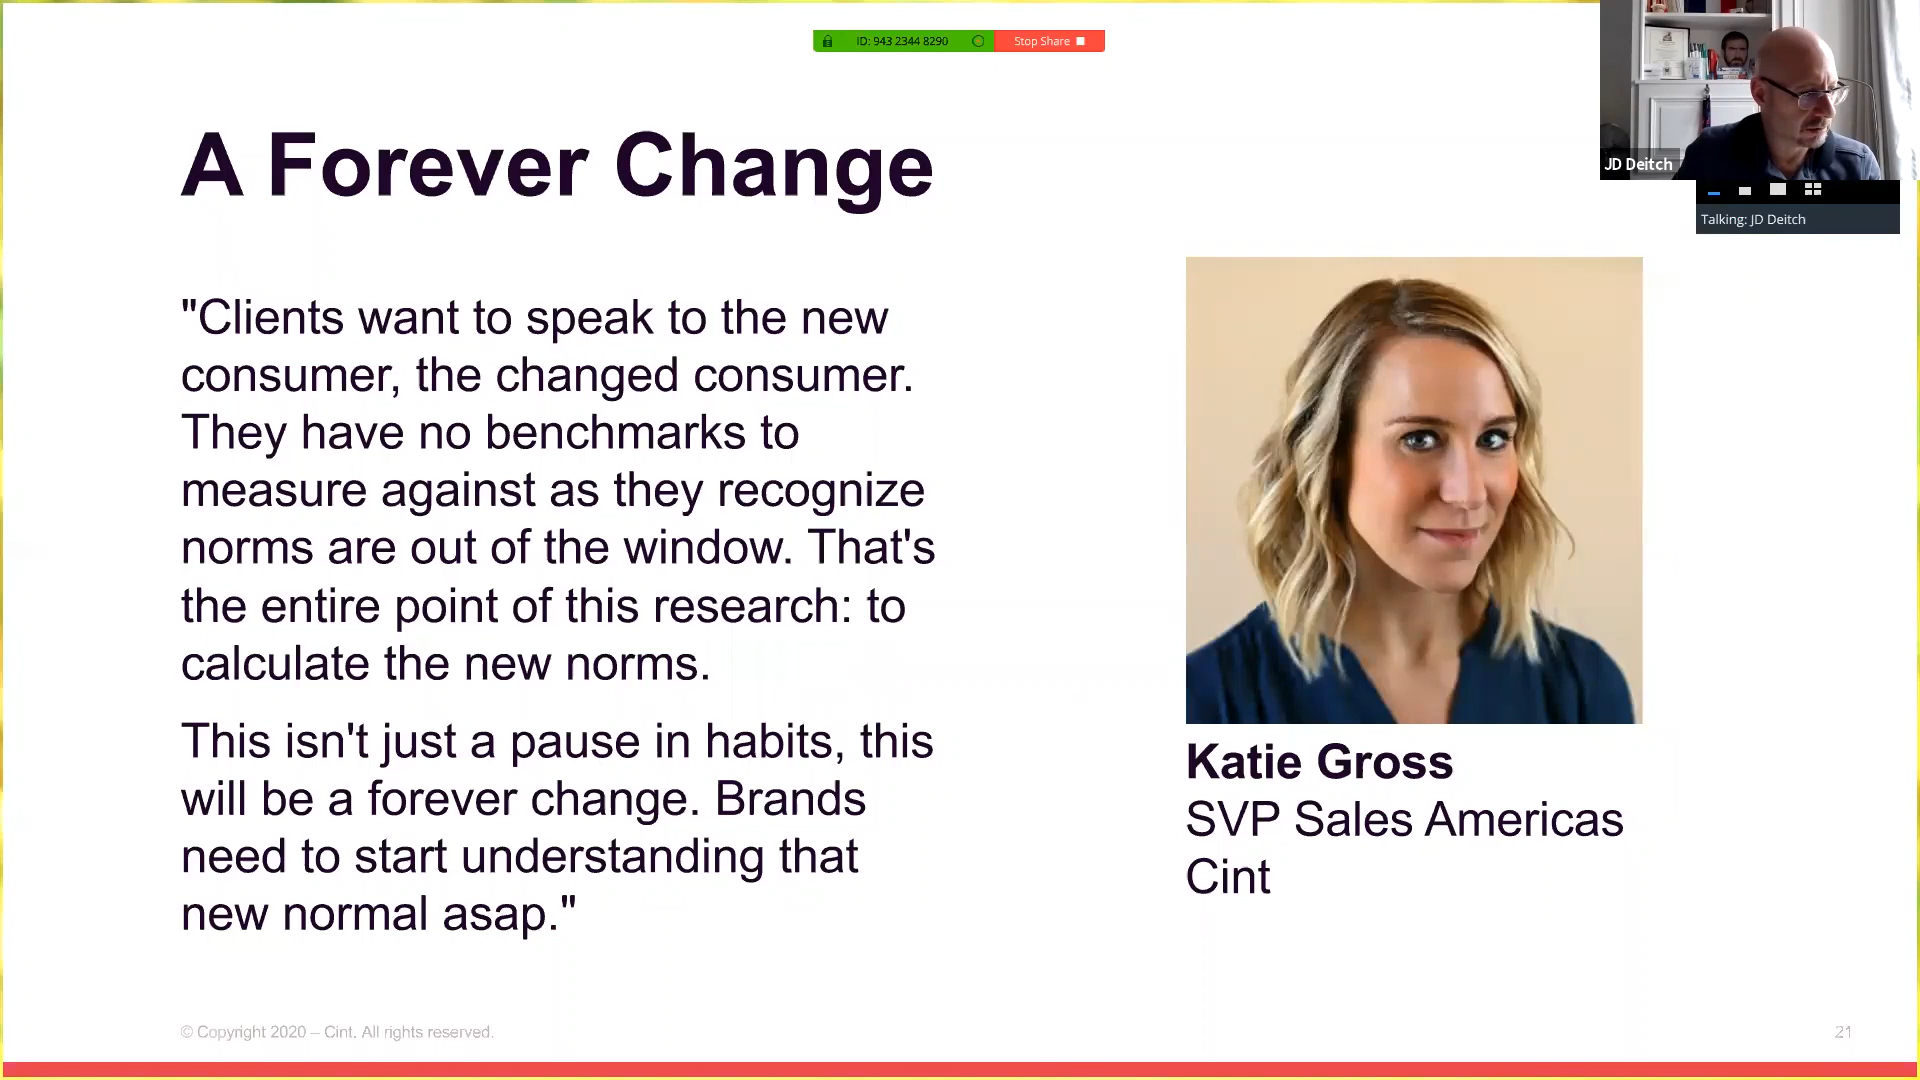 ID: 943 2344 8290
Stop Share
JD Deitch
Talking: JD Deitch
A Forever Change
"Clients want to speak to the new
consumer, the changed consumer.
They have no benchmarks to
measure against as they recognize
norms are out of the window. That's
the entire point of this research: to
calculate the new norms.
This isn't just a pause in habits, this
will be a forever change. Brands
need to start understanding that
new normal asap."
Katie Gross
SVP Sales Americas
Cint
© Copyright 2020 – Cint. All rights reserved.
21